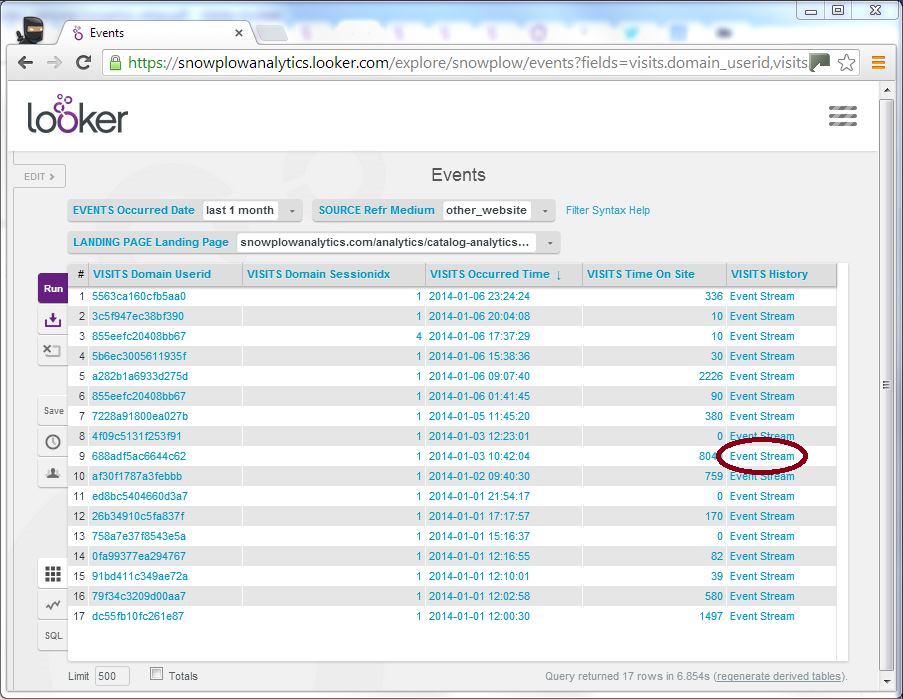 Events
https://snowplowanalytics.looker.com/explore/snowplow/events?fields=visits.domain_userid,visits
looker
EDIT >
Events
EVENTS Occurred Date last 1 month SOURCE Refr Medium other_website Filter Syntax Help
LANDING PAGE Landing Page snowplowanalytics.com/analytics/catalog-analytics...
# VISITS Domain Userid VISITS Domain Sessionidx VISITS Occurred Time ↓ VISITS Time On Site VISITS History
Run
1 5563ca160cfb5aa0 1 2014-01-06 23:24:24 336 Event Stream
2 3c5f947ec38bf390 1 2014-01-06 20:04:08 10 Event Stream
3 855eefc20408bb67 4 2014-01-06 17:37:29 10 Event Stream
4 5b6ec3005611935f 1 2014-01-06 15:38:36 30 Event Stream
5 a282b1a6933d275d 1 2014-01-06 09:07:40 2226 Event Stream
6 855eefc20408bb67 1 2014-01-06 01:41:45 90 Event Stream
7 7228a91800ea027b 1 2014-01-05 11:45:20 380 Event Stream
Save
8 4f09c5131f253f91 1 2014-01-03 12:23:01 0 Event Stream
9 688adf5ac6644c62 1 2014-01-03 10:42:04 804 Event Stream
10 af30f1787a3febbb 1 2014-01-02 09:40:30 759 Event Stream
11 ed8bc5404660d3a7 1 2014-01-01 21:54:17 0 Event Stream
12 26b34910c5fa837f 1 2014-01-01 17:17:57 170 Event Stream
13 758a7e37f8543e5a 1 2014-01-01 15:16:37 0 Event Stream
14 0fa99377ea294767 1 2014-01-01 12:16:55 82 Event Stream
15 91bd411c349ae72a 1 2014-01-01 12:10:01 39 Event Stream
16 79f34c3209d00aa7 1 2014-01-01 12:02:58 580 Event Stream
17 dc55fb10fc261e87 1 2014-01-01 12:00:30 1497 Event Stream
SQL
Limit 500 Totals Query returned 17 rows in 6.854s (regenerate derived tables).